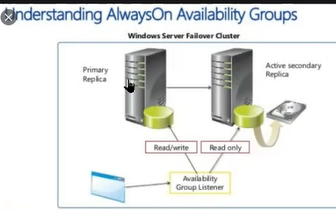 Understanding AlwaysOn Availability Groups
Windows Server Failover Cluster
Primary
Replica
Active secondary
Replica
Read/write
Read only
Availability
Group Listener